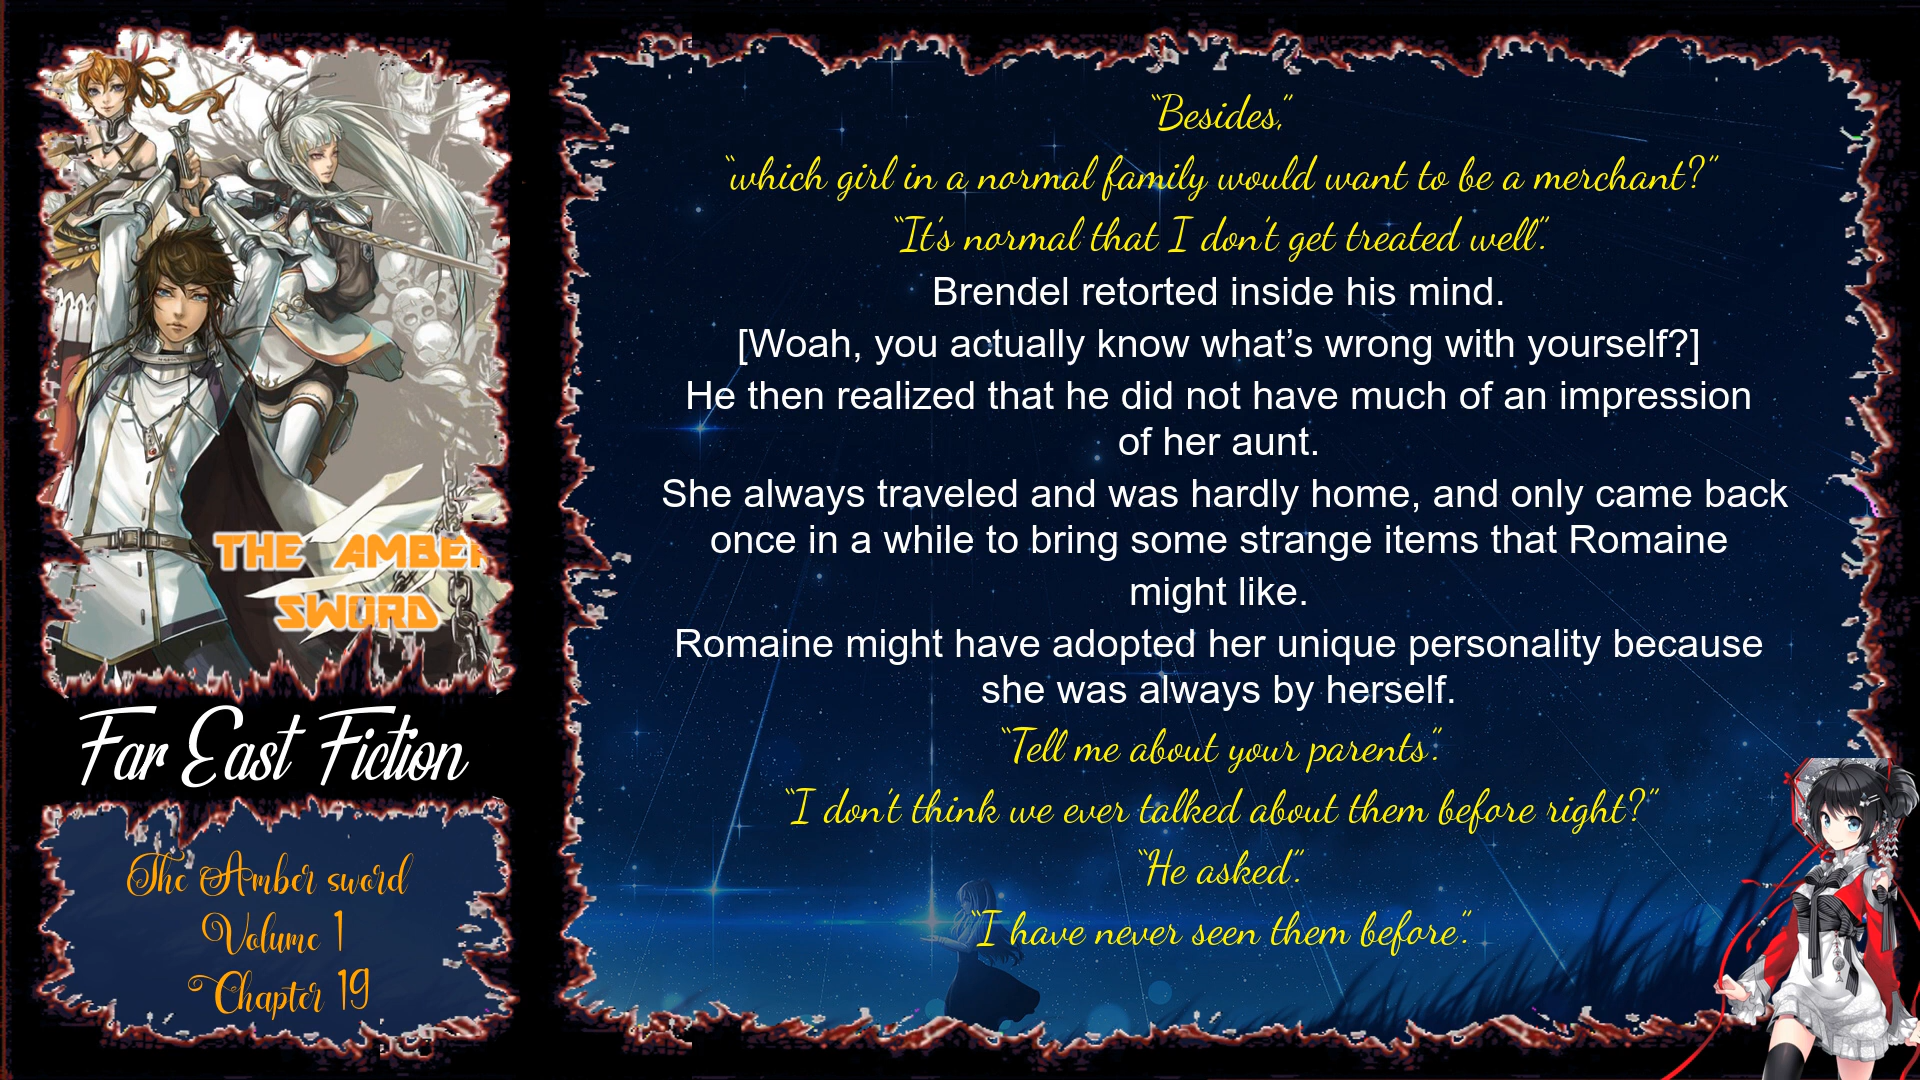 THE AMBER
SWORD
Far East Fiction
The Amber sword
Volume 1
Chapter 19
“Besides,”
“which girl in a normal family would want to be a merchant?”
“It’s normal that I don’t get treated well”.
Brendel retorted inside his mind.
[Woah, you actually know what’s wrong with yourself?]
He then realized that he did not have much of an impression
of her aunt.
She always traveled and was hardly home, and only came back
once in a while to bring some strange items that Romaine
might like.
Romaine might have adopted her unique personality because
she was always by herself.
“Tell me about your parents”.
“I don’t think we ever talked about them before right?”
“He asked”.
“I have never seen them before”.